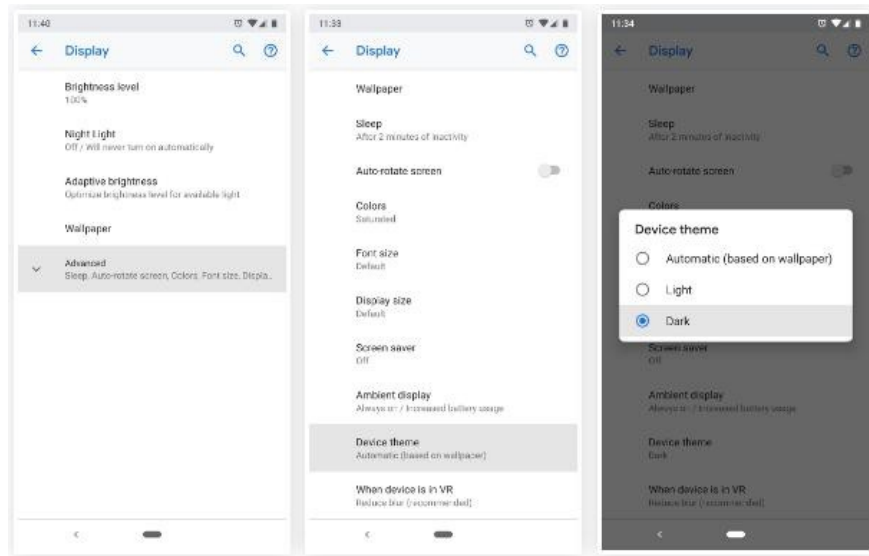 11:40
Display
Brightness level
100%
Night Light
Off / Will never turn on automatically
Adaptive brightness
Optimize brightness level for available light
Wallpaper
Advanced
Sleep, Auto-rotate screen, Colors, Font size, Displa..
11:33
Display
Wallpaper
Sleep
After 2 minutes of inactivity
Auto-rotate screen
Colors
Saturated
Font size
Default
Display size
Default
Screen saver
Off
Ambient display
Always on / Increased battery usage
Device theme
Automatic (based on wallpaper)
When device is in VR
Reduce blur (recommended)
11:34
Display
Wallpaper
Sleep
After 2 minutes of inactivity
Auto-rotate screen
Colors
Device theme
Automatic (based on wallpaper)
Light
Dark
Screen saver
Off
Ambient display
Always on / Increased battery usage
Device theme
Dark
When device is in VR
Reduce blur (recommended)